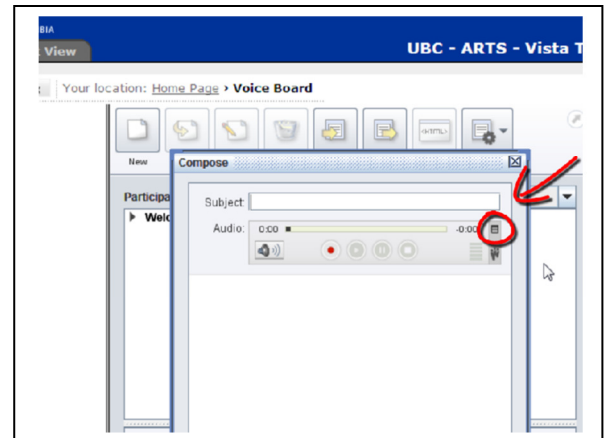 BIA
View
UBC - ARTS - Vista T
Your location: Home Page › Voice Board
<HTML>
New
Compose
Participa
Welc
Subject:
Audio:
0:00
-0:00